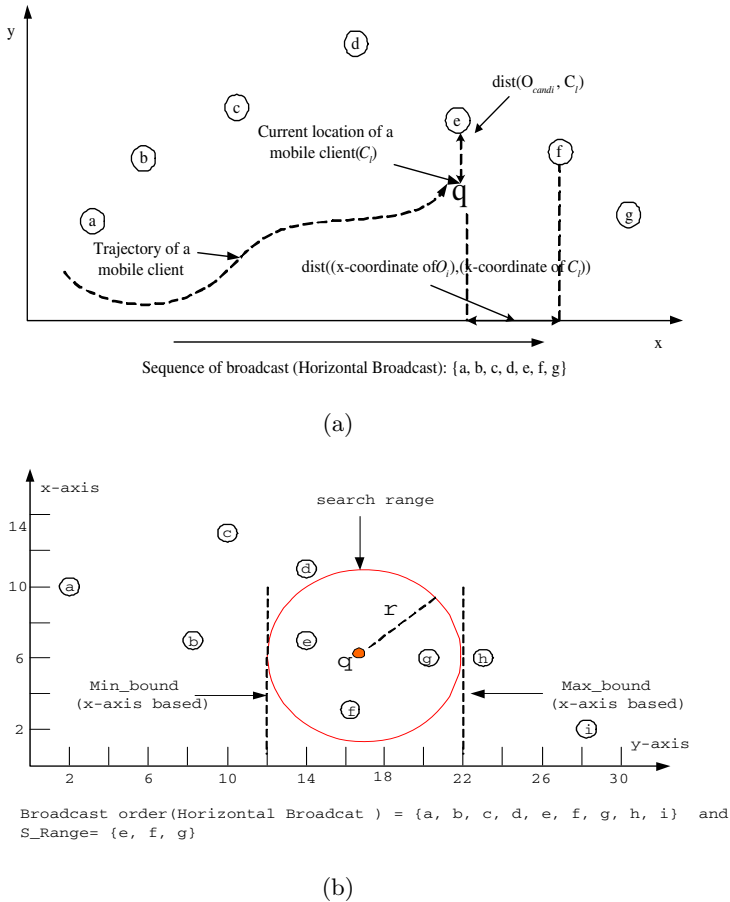 y
d
dist(O_candi, C_l)
c
e
Current location of a
mobile client(C_l)
b
f
q
a
g
Trajectory of a
mobile client
dist((x-coordinate ofO_i),(x-coordinate of C_l))
x
Sequence of broadcast (Horizontal Broadcast): {a, b, c, d, e, f, g}
(a)
x-axis
search range
14
c
d
10
a
r
b
e
6
q
g
h
Min_bound
(x-axis based)
Max_bound
(x-axis based)
f
2
i
y-axis
2 6 10 14 18 22 26 30
Broadcast order(Horizontal Broadcat ) = {a, b, c, d, e, f, g, h, i} and
S_Range= {e, f, g}
(b)